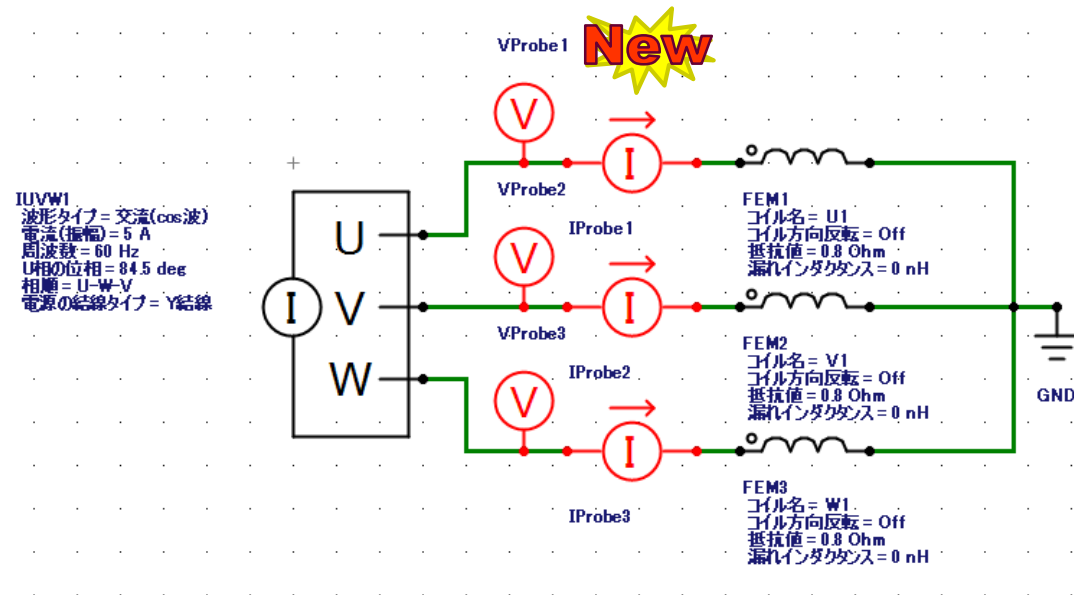 VProbe1
New
V
I
VProbe2
FEM1
コイル名 = U1
コイル方向反転 = Off
抵抗値 = 0.8 Ohm
漏れインダクタンス = 0 nH
IUVW1
波形タイプ = 交流(cos波)
電流(振幅) = 5 A
周波数 = 60 Hz
U相の位相 = 84.5 deg
相順 = U-W-V
電源の結線タイプ = Y結線
U
IProbe1
V
I
I
V
VProbe3
FEM2
コイル名 = V1
コイル方向反転 = Off
抵抗値 = 0.8 Ohm
漏れインダクタンス = 0 nH
GND
W
IProbe2
V
I
FEM3
コイル名 = W1
コイル方向反転 = Off
抵抗値 = 0.8 Ohm
漏れインダクタンス = 0 nH
IProbe3